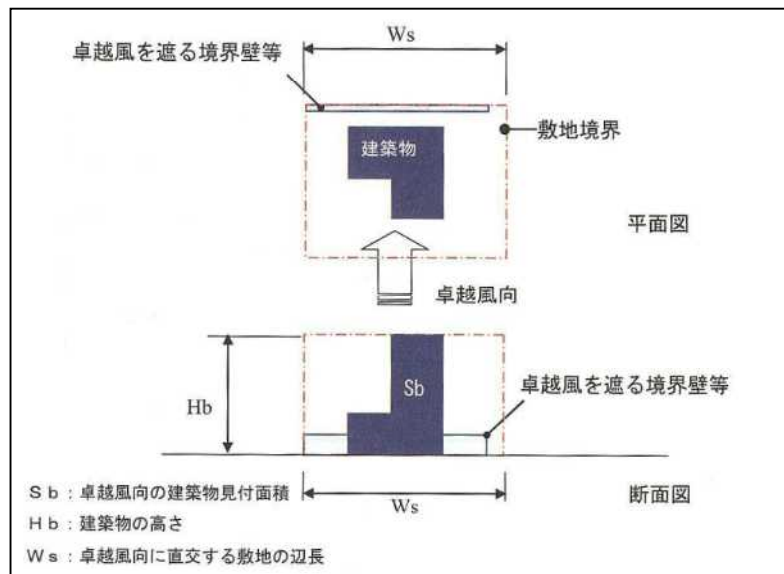 Ws
卓越風を遮る境界壁等
建築物
敷地境界
平面図
卓越風向
Hb
Sb
卓越風を遮る境界壁等
Ｓｂ：卓越風向の建築物見付面積
Ws
断面図
Ｈｂ：建築物の高さ
Ｗｓ：卓越風向に直交する敷地の辺長